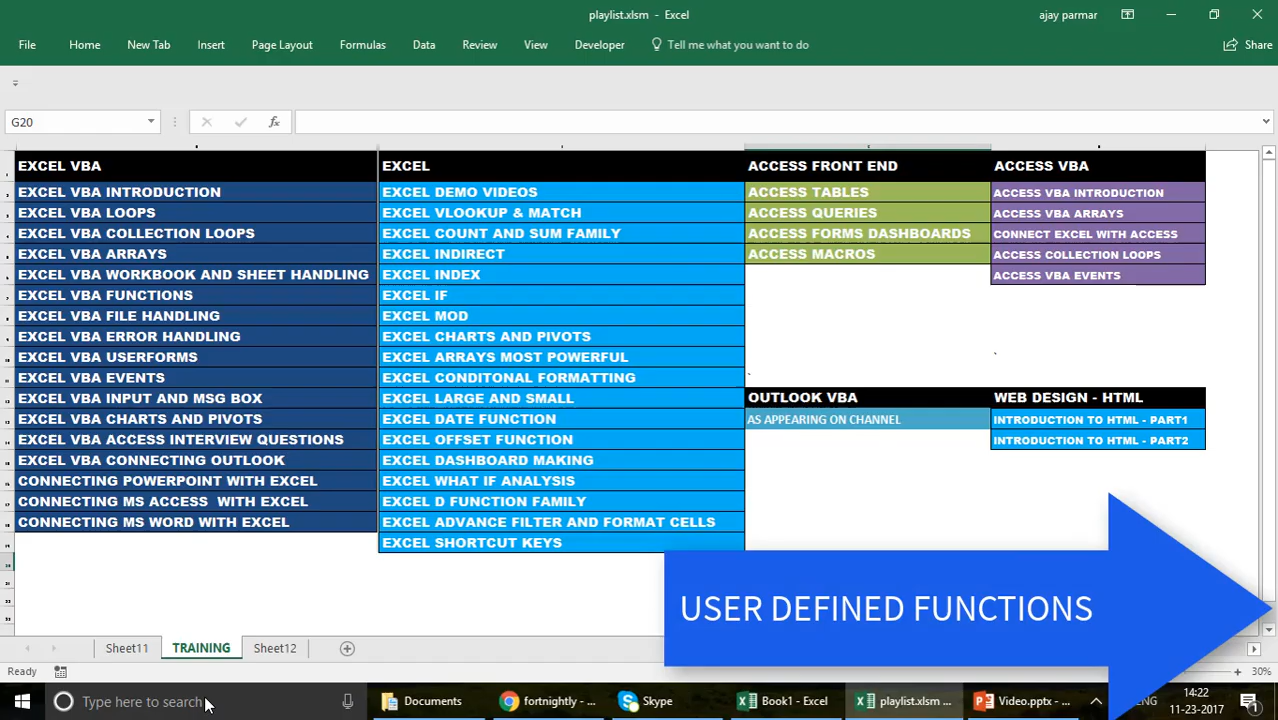 playlist.xlsm - Excel
ajay parmar
File Home New Tab Insert Page Layout Formulas Data Review View Developer Tell me what you want to do Share
G20
fx
EXCEL VBA
EXCEL VBA INTRODUCTION
EXCEL VBA LOOPS
EXCEL VBA COLLECTION LOOPS
EXCEL VBA ARRAYS
EXCEL VBA WORKBOOK AND SHEET HANDLING
EXCEL VBA FUNCTIONS
EXCEL VBA FILE HANDLING
EXCEL VBA ERROR HANDLING
EXCEL VBA USERFORMS
EXCEL VBA EVENTS
EXCEL VBA INPUT AND MSG BOX
EXCEL VBA CHARTS AND PIVOTS
EXCEL VBA ACCESS INTERVIEW QUESTIONS
EXCEL VBA CONNECTING OUTLOOK
CONNECTING POWERPOINT WITH EXCEL
CONNECTING MS ACCESS WITH EXCEL
CONNECTING MS WORD WITH EXCEL
EXCEL
EXCEL DEMO VIDEOS
EXCEL VLOOKUP & MATCH
EXCEL COUNT AND SUM FAMILY
EXCEL INDIRECT
EXCEL INDEX
EXCEL IF
EXCEL MOD
EXCEL CHARTS AND PIVOTS
EXCEL ARRAYS MOST POWERFUL
EXCEL CONDITONAL FORMATTING
EXCEL LARGE AND SMALL
EXCEL DATE FUNCTION
EXCEL OFFSET FUNCTION
EXCEL DASHBOARD MAKING
EXCEL WHAT IF ANALYSIS
EXCEL D FUNCTION FAMILY
EXCEL ADVANCE FILTER AND FORMAT CELLS
EXCEL SHORTCUT KEYS
ACCESS FRONT END
ACCESS TABLES
ACCESS QUERIES
ACCESS FORMS DASHBOARDS
ACCESS MACROS
ACCESS VBA
ACCESS VBA INTRODUCTION
ACCESS VBA ARRAYS
CONNECT EXCEL WITH ACCESS
ACCESS COLLECTION LOOPS
ACCESS VBA EVENTS
OUTLOOK VBA
AS APPEARING ON CHANNEL
WEB DESIGN - HTML
INTRODUCTION TO HTML - PART1
INTRODUCTION TO HTML - PART2
USER DEFINED FUNCTIONS
Sheet11 TRAINING Sheet12
Ready
30%
Type here to search
Documents
fortnightly - ...
Skype
Book1 - Excel
playlist.xlsm ...
Video.pptx - ...
ENG
14:22
11-23-2017
1